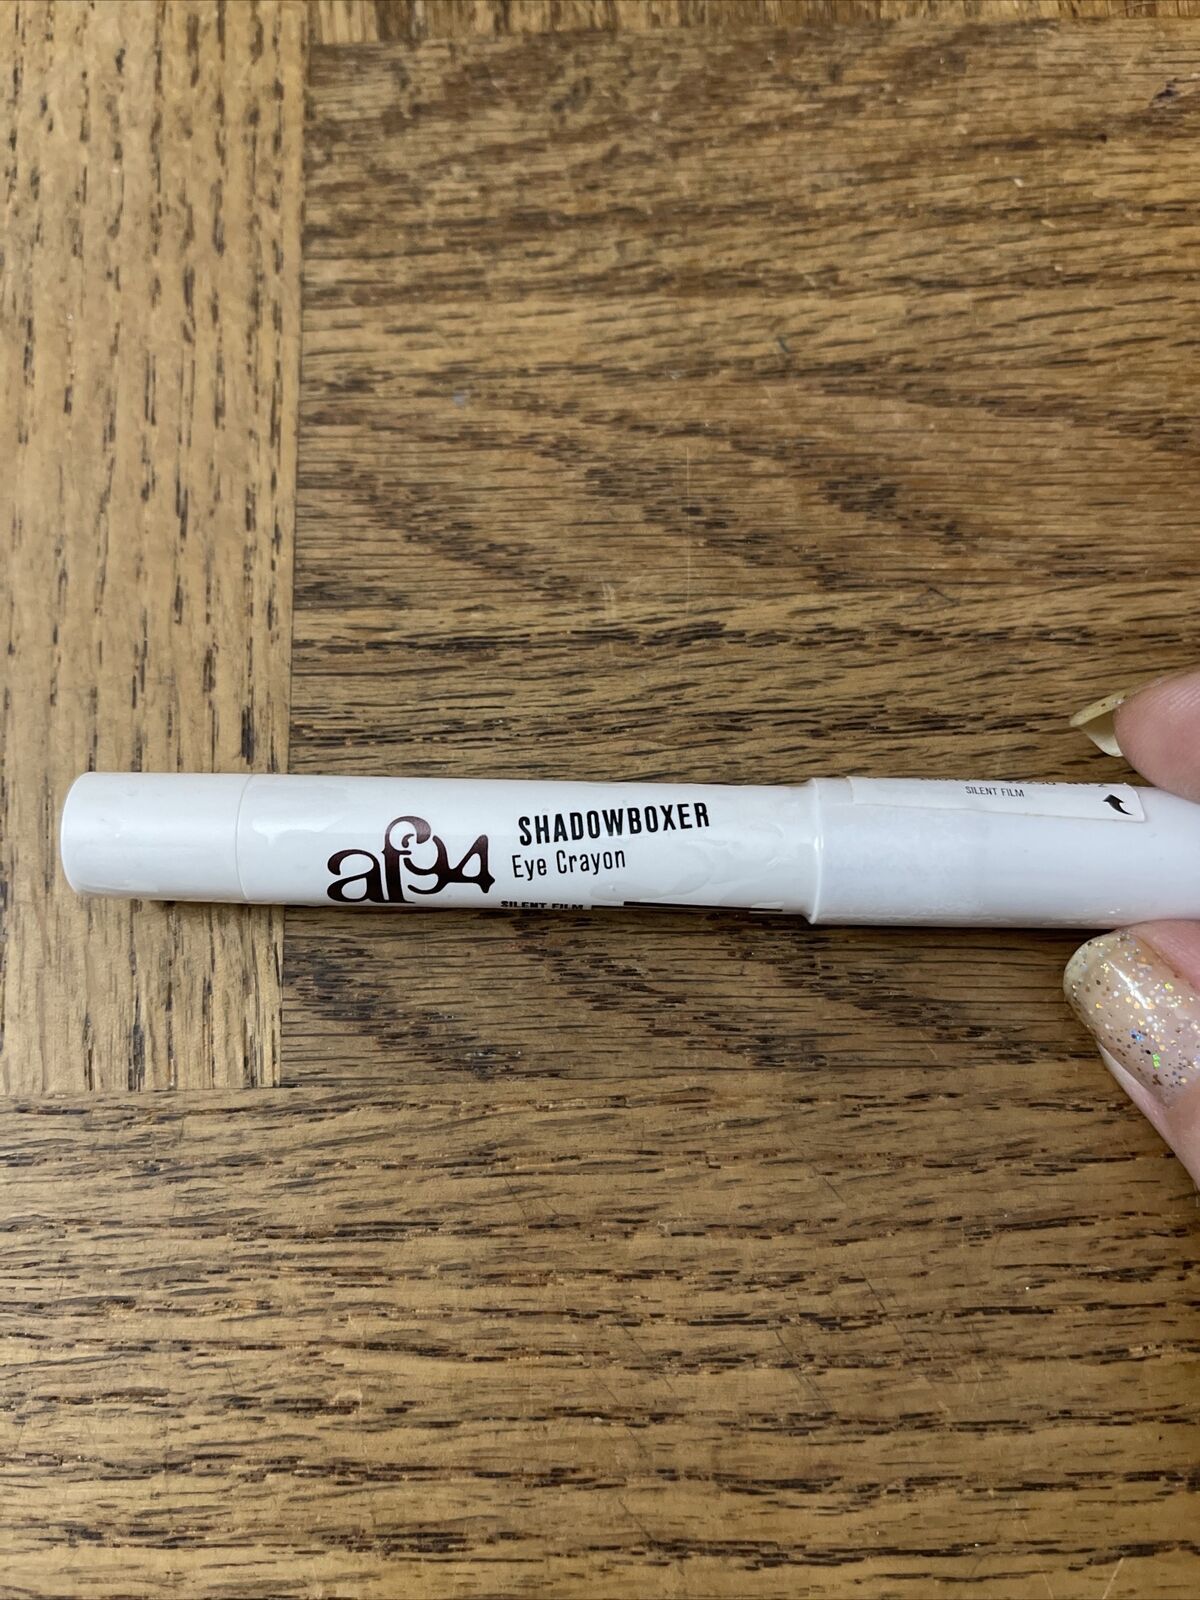 af94
SHADOWBOXER
Eye Crayon
SILENT FILM
SILENT FILM